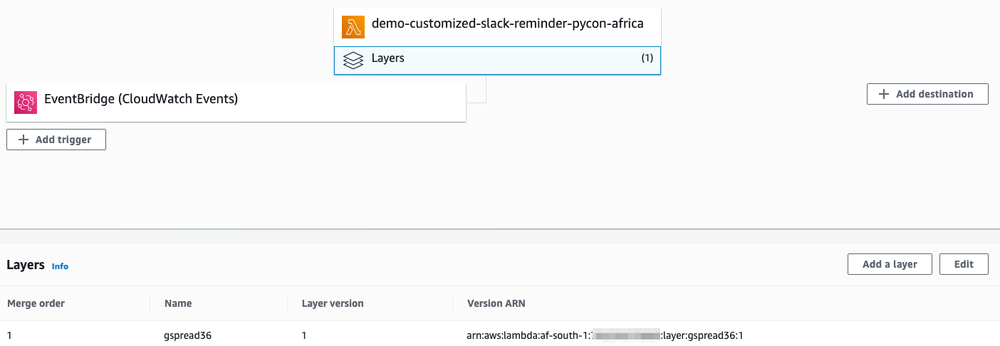 demo-customized-slack-reminder-pycon-africa
Layers (1)
EventBridge (CloudWatch Events)
Add destination
Add trigger
Layers Info
Add a layer Edit
Merge order Name Layer version Version ARN
1 gspread36 1 arn:aws:lambda:af-south-1: :layer:gspread36:1